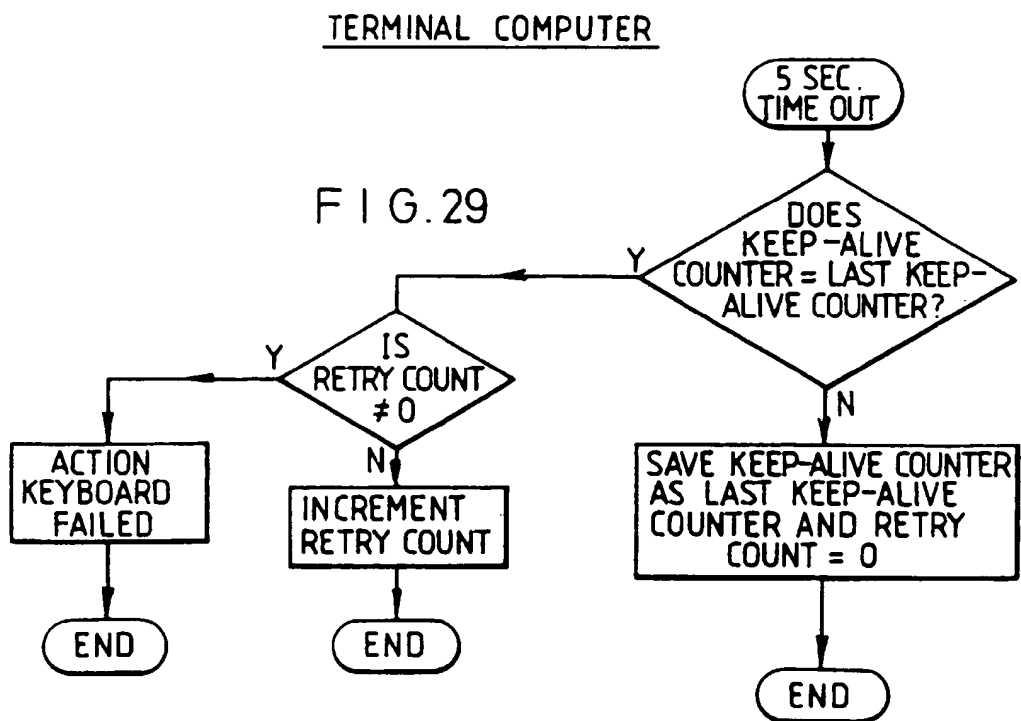 TERMINAL COMPUTER
5 SEC.
TIME OUT
FIG.29
DOES
KEEP-ALIVE
COUNTER = LAST KEEP-
ALIVE COUNTER?
Y
N
IS
RETRY COUNT
≠ 0
Y
N
ACTION
KEYBOARD
FAILED
INCREMENT
RETRY COUNT
SAVE KEEP-ALIVE COUNTER
AS LAST KEEP-ALIVE
COUNTER AND RETRY
COUNT = 0
END
END
END